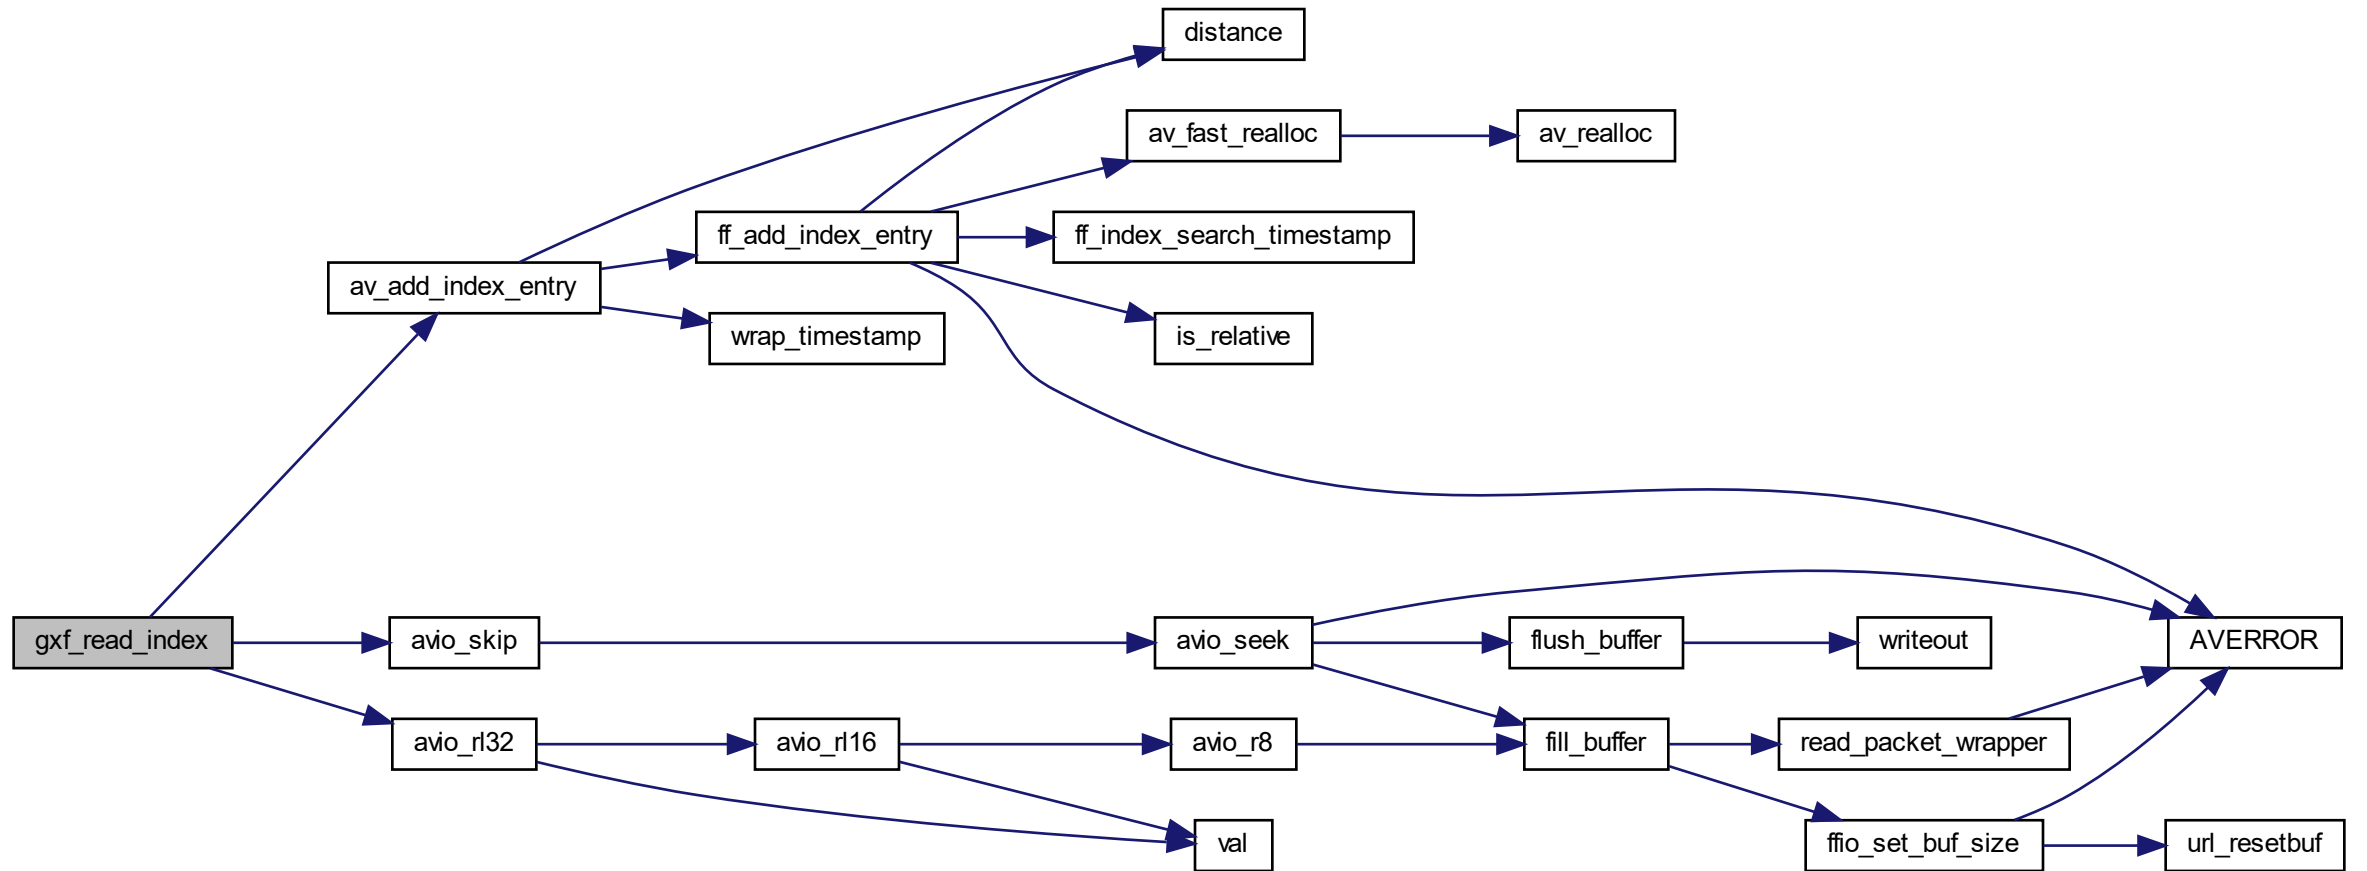 distance
av_fast_realloc
av_realloc
ff_add_index_entry
ff_index_search_timestamp
av_add_index_entry
wrap_timestamp
is_relative
gxf_read_index
avio_skip
avio_seek
flush_buffer
writeout
AVERROR
avio_rl32
avio_rl16
avio_r8
fill_buffer
read_packet_wrapper
val
ffio_set_buf_size
url_resetbuf